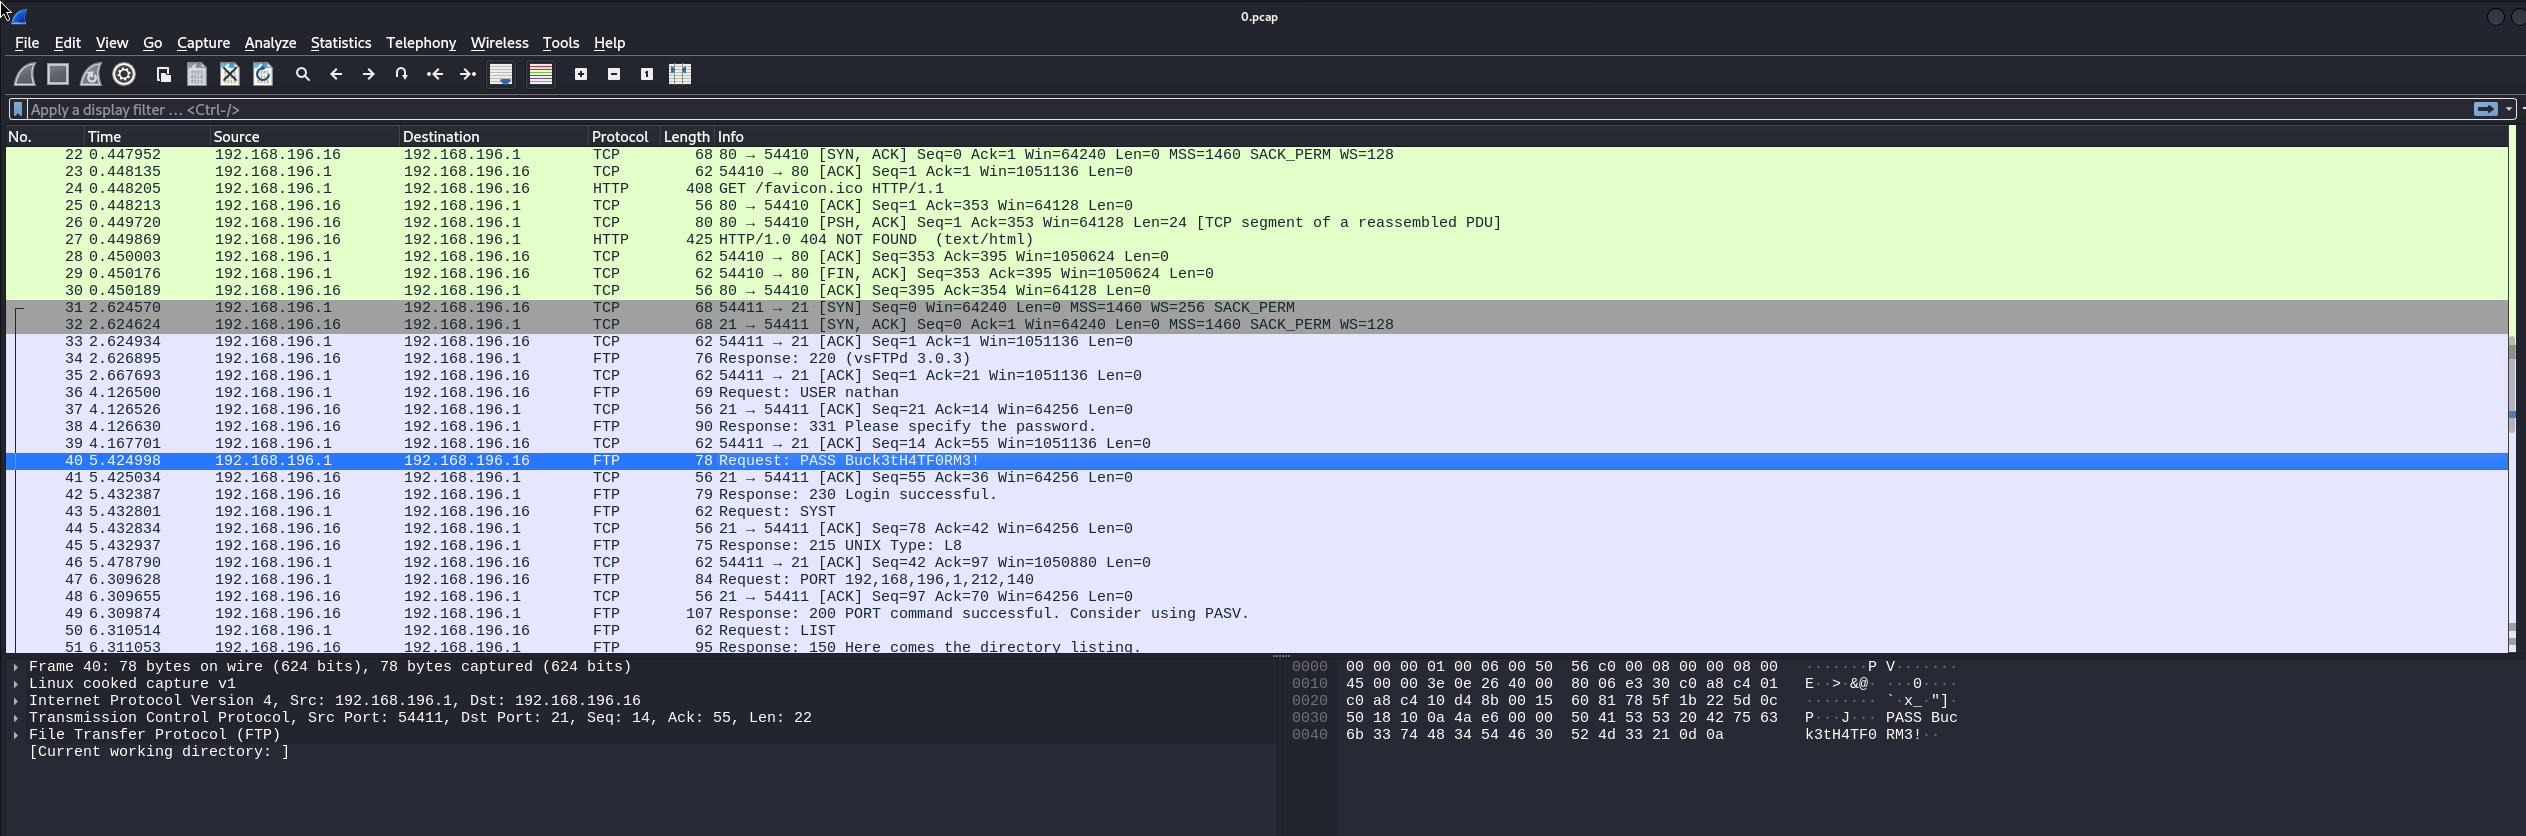 0.pcap
File Edit View Go Capture Analyze Statistics Telephony Wireless Tools Help
Apply a display filter … <Ctrl-/>
No. Time Source Destination Protocol Length Info
22 0.447952 192.168.196.16 192.168.196.1 TCP 68 80 → 54410 [SYN, ACK] Seq=0 Ack=1 Win=64240 Len=0 MSS=1460 SACK_PERM WS=128
23 0.448135 192.168.196.1 192.168.196.16 TCP 62 54410 → 80 [ACK] Seq=1 Ack=1 Win=1051136 Len=0
24 0.448205 192.168.196.1 192.168.196.16 HTTP 408 GET /favicon.ico HTTP/1.1
25 0.448213 192.168.196.16 192.168.196.1 TCP 56 80 → 54410 [ACK] Seq=1 Ack=353 Win=64128 Len=0
26 0.449720 192.168.196.16 192.168.196.1 TCP 80 80 → 54410 [PSH, ACK] Seq=1 Ack=353 Win=64128 Len=24 [TCP segment of a reassembled PDU]
27 0.449869 192.168.196.16 192.168.196.1 HTTP 425 HTTP/1.0 404 NOT FOUND (text/html)
28 0.450003 192.168.196.1 192.168.196.16 TCP 62 54410 → 80 [ACK] Seq=353 Ack=395 Win=1050624 Len=0
29 0.450176 192.168.196.1 192.168.196.16 TCP 62 54410 → 80 [FIN, ACK] Seq=353 Ack=395 Win=1050624 Len=0
30 0.450189 192.168.196.16 192.168.196.1 TCP 56 80 → 54410 [ACK] Seq=395 Ack=354 Win=64128 Len=0
31 2.624570 192.168.196.1 192.168.196.16 TCP 68 54411 → 21 [SYN] Seq=0 Win=64240 Len=0 MSS=1460 WS=256 SACK_PERM
32 2.624624 192.168.196.16 192.168.196.1 TCP 68 21 → 54411 [SYN, ACK] Seq=0 Ack=1 Win=64240 Len=0 MSS=1460 SACK_PERM WS=128
33 2.624934 192.168.196.1 192.168.196.16 TCP 62 54411 → 21 [ACK] Seq=1 Ack=1 Win=1051136 Len=0
34 2.626895 192.168.196.16 192.168.196.1 FTP 76 Response: 220 (vsFTPd 3.0.3)
35 2.667693 192.168.196.1 192.168.196.16 TCP 62 54411 → 21 [ACK] Seq=1 Ack=21 Win=1051136 Len=0
36 4.126500 192.168.196.1 192.168.196.16 FTP 69 Request: USER nathan
37 4.126526 192.168.196.16 192.168.196.1 TCP 56 21 → 54411 [ACK] Seq=21 Ack=14 Win=64256 Len=0
38 4.126630 192.168.196.16 192.168.196.1 FTP 90 Response: 331 Please specify the password.
39 4.167701 192.168.196.1 192.168.196.16 TCP 62 54411 → 21 [ACK] Seq=14 Ack=55 Win=1051136 Len=0
40 5.424998 192.168.196.1 192.168.196.16 FTP 78 Request: PASS Buck3tH4TF0RM3!
41 5.425034 192.168.196.16 192.168.196.1 TCP 56 21 → 54411 [ACK] Seq=55 Ack=36 Win=64256 Len=0
42 5.432387 192.168.196.16 192.168.196.1 FTP 79 Response: 230 Login successful.
43 5.432801 192.168.196.1 192.168.196.16 FTP 62 Request: SYST
44 5.432834 192.168.196.16 192.168.196.1 TCP 56 21 → 54411 [ACK] Seq=78 Ack=42 Win=64256 Len=0
45 5.432937 192.168.196.16 192.168.196.1 FTP 75 Response: 215 UNIX Type: L8
46 5.478790 192.168.196.1 192.168.196.16 TCP 62 54411 → 21 [ACK] Seq=42 Ack=97 Win=1050880 Len=0
47 6.309628 192.168.196.1 192.168.196.16 FTP 84 Request: PORT 192,168,196,1,212,140
48 6.309655 192.168.196.16 192.168.196.1 TCP 56 21 → 54411 [ACK] Seq=97 Ack=70 Win=64256 Len=0
49 6.309874 192.168.196.16 192.168.196.1 FTP 107 Response: 200 PORT command successful. Consider using PASV.
50 6.310514 192.168.196.1 192.168.196.16 FTP 62 Request: LIST
51 6.311053 192.168.196.16 192.168.196.1 FTP 95 Response: 150 Here comes the directory listing.
Frame 40: 78 bytes on wire (624 bits), 78 bytes captured (624 bits)
Linux cooked capture v1
Internet Protocol Version 4, Src: 192.168.196.1, Dst: 192.168.196.16
Transmission Control Protocol, Src Port: 54411, Dst Port: 21, Seq: 14, Ack: 55, Len: 22
File Transfer Protocol (FTP)
[Current working directory: ]
0000 00 00 00 01 00 06 00 50 56 c0 00 08 00 00 08 00 ·······P V·······
0010 45 00 00 3e 0e 26 40 00 80 06 e3 30 c0 a8 c4 01 E··>·&@· ···0····
0020 c0 a8 c4 10 d4 8b 00 15 60 81 78 5f 1b 22 5d 0c ········ `·x_·"]·
0030 50 18 10 0a 4a e6 00 00 50 41 53 53 20 42 75 63 P···J··· PASS Buc
0040 6b 33 74 48 34 54 46 30 52 4d 33 21 0d 0a k3tH4TF0 RM3!··